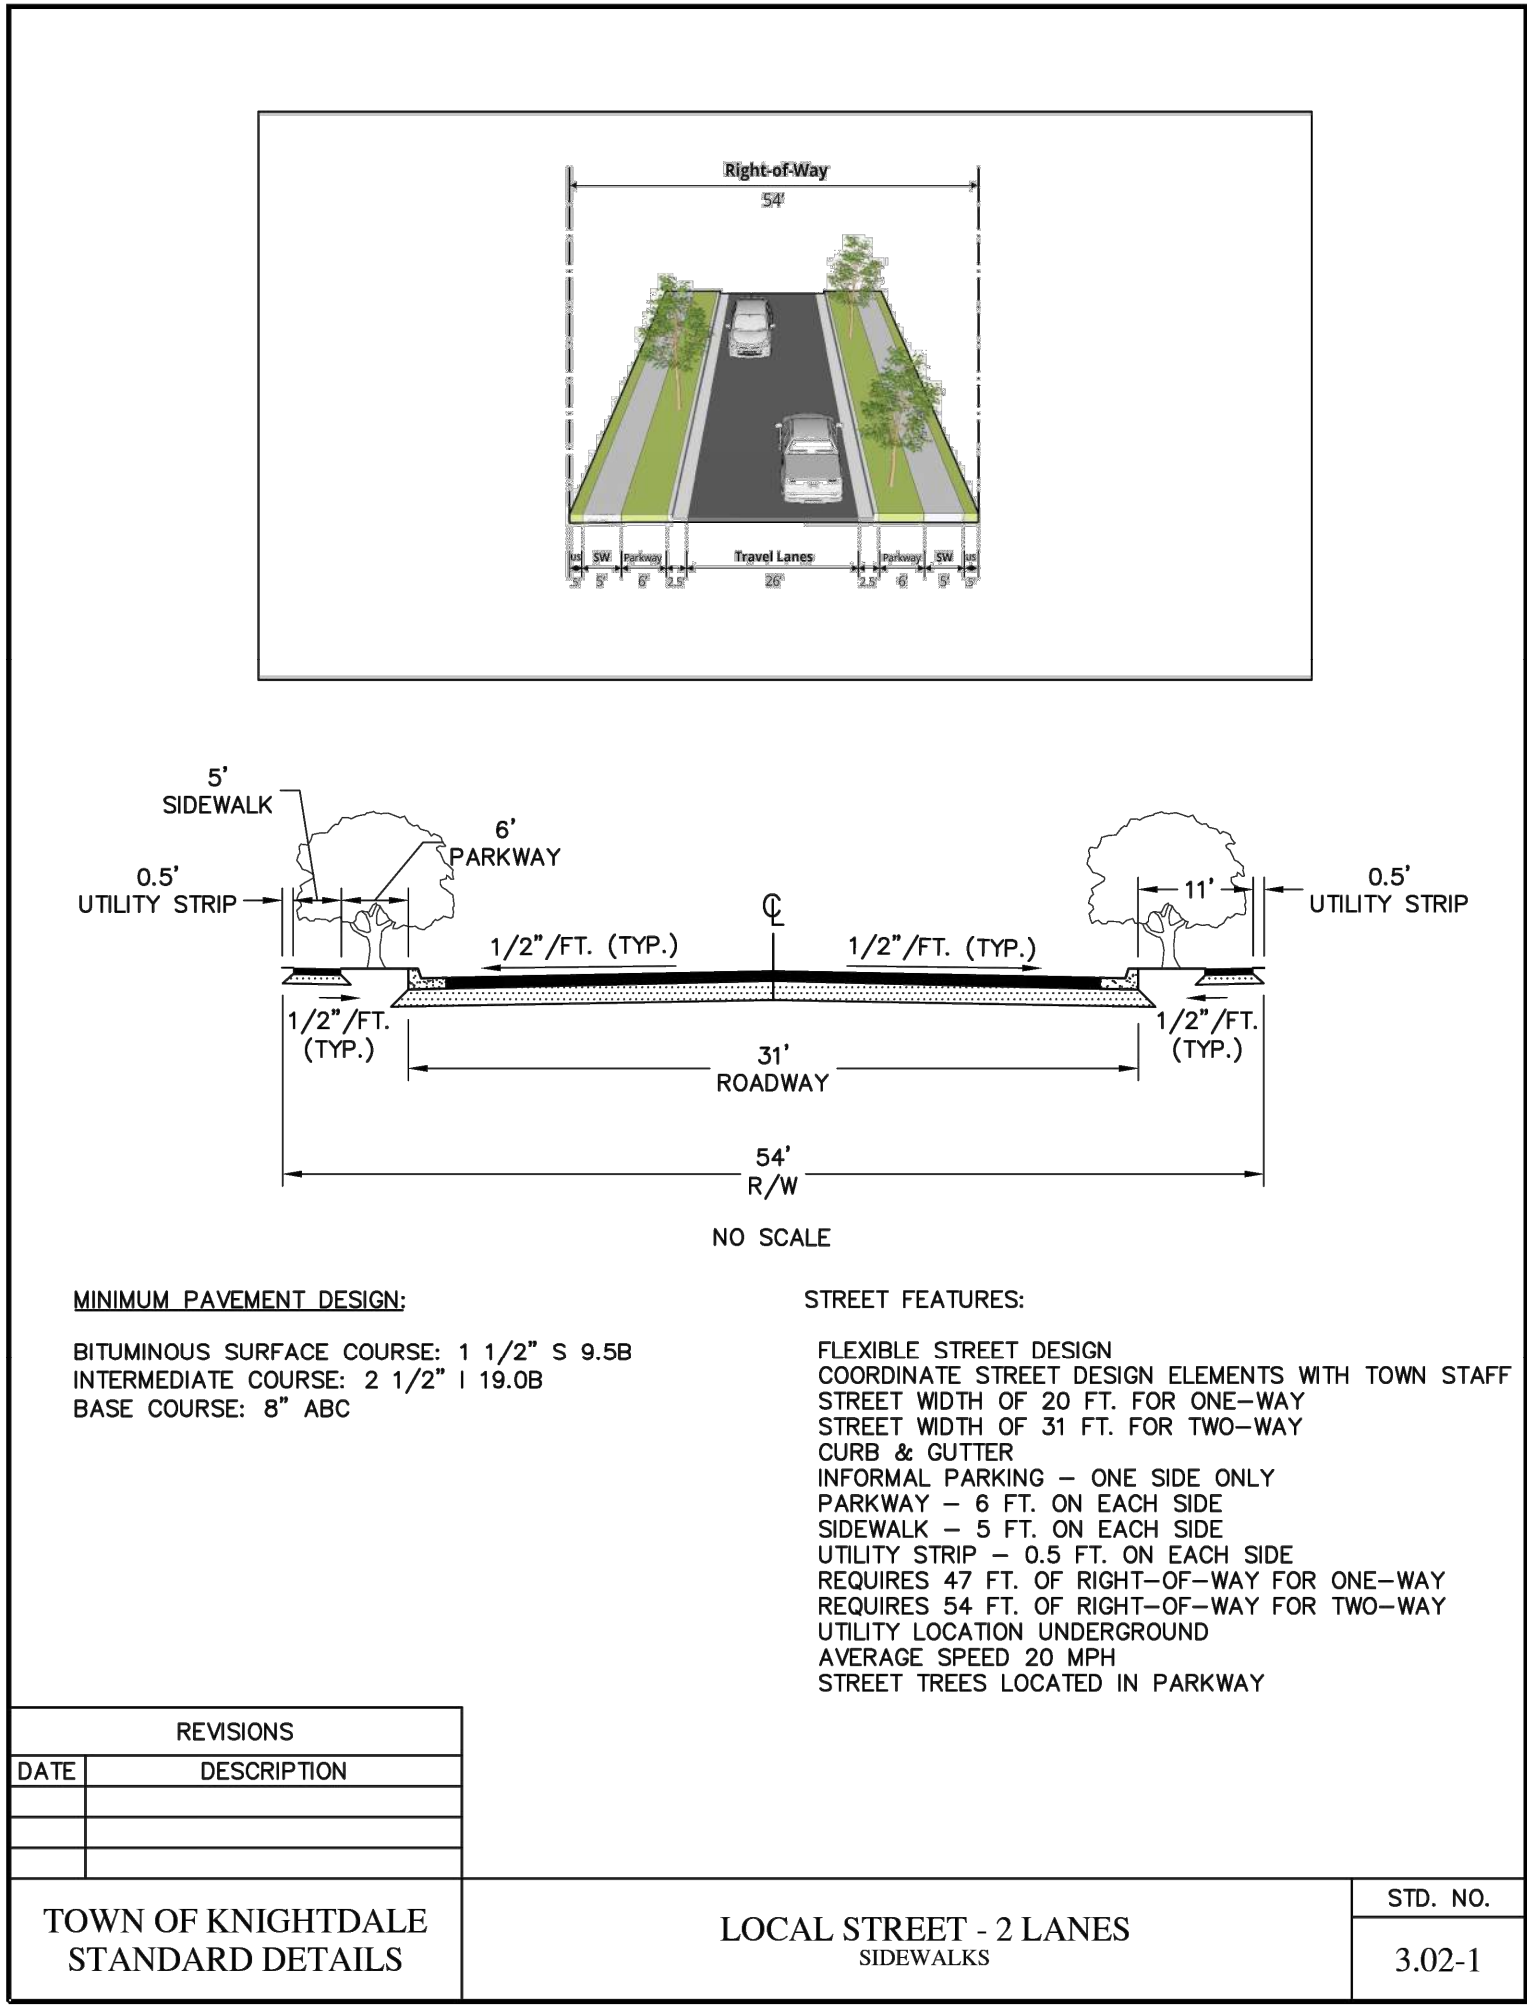 Right-of-Way
54'
US SW Parkway Travel Lanes Parkway SW US
.5' 5' 6' 2.5' 26' 2.5' 6' 5' .5'
5'
SIDEWALK
6'
PARKWAY
0.5'
UTILITY STRIP
11'
0.5'
UTILITY STRIP
1/2"/FT. (TYP.) 1/2"/FT. (TYP.)
1/2"/FT.
(TYP.)
1/2"/FT.
(TYP.)
31'
ROADWAY
54'
R/W
NO SCALE
MINIMUM PAVEMENT DESIGN:
BITUMINOUS SURFACE COURSE: 1 1/2" S 9.5B
INTERMEDIATE COURSE: 2 1/2" I 19.0B
BASE COURSE: 8" ABC
STREET FEATURES:
FLEXIBLE STREET DESIGN
COORDINATE STREET DESIGN ELEMENTS WITH TOWN STAFF
STREET WIDTH OF 20 FT. FOR ONE-WAY
STREET WIDTH OF 31 FT. FOR TWO-WAY
CURB & GUTTER
INFORMAL PARKING - ONE SIDE ONLY
PARKWAY - 6 FT. ON EACH SIDE
SIDEWALK - 5 FT. ON EACH SIDE
UTILITY STRIP - 0.5 FT. ON EACH SIDE
REQUIRES 47 FT. OF RIGHT-OF-WAY FOR ONE-WAY
REQUIRES 54 FT. OF RIGHT-OF-WAY FOR TWO-WAY
UTILITY LOCATION UNDERGROUND
AVERAGE SPEED 20 MPH
STREET TREES LOCATED IN PARKWAY
REVISIONS
DATE DESCRIPTION
TOWN OF KNIGHTDALE
STANDARD DETAILS
LOCAL STREET - 2 LANES
SIDEWALKS
STD. NO.
3.02-1